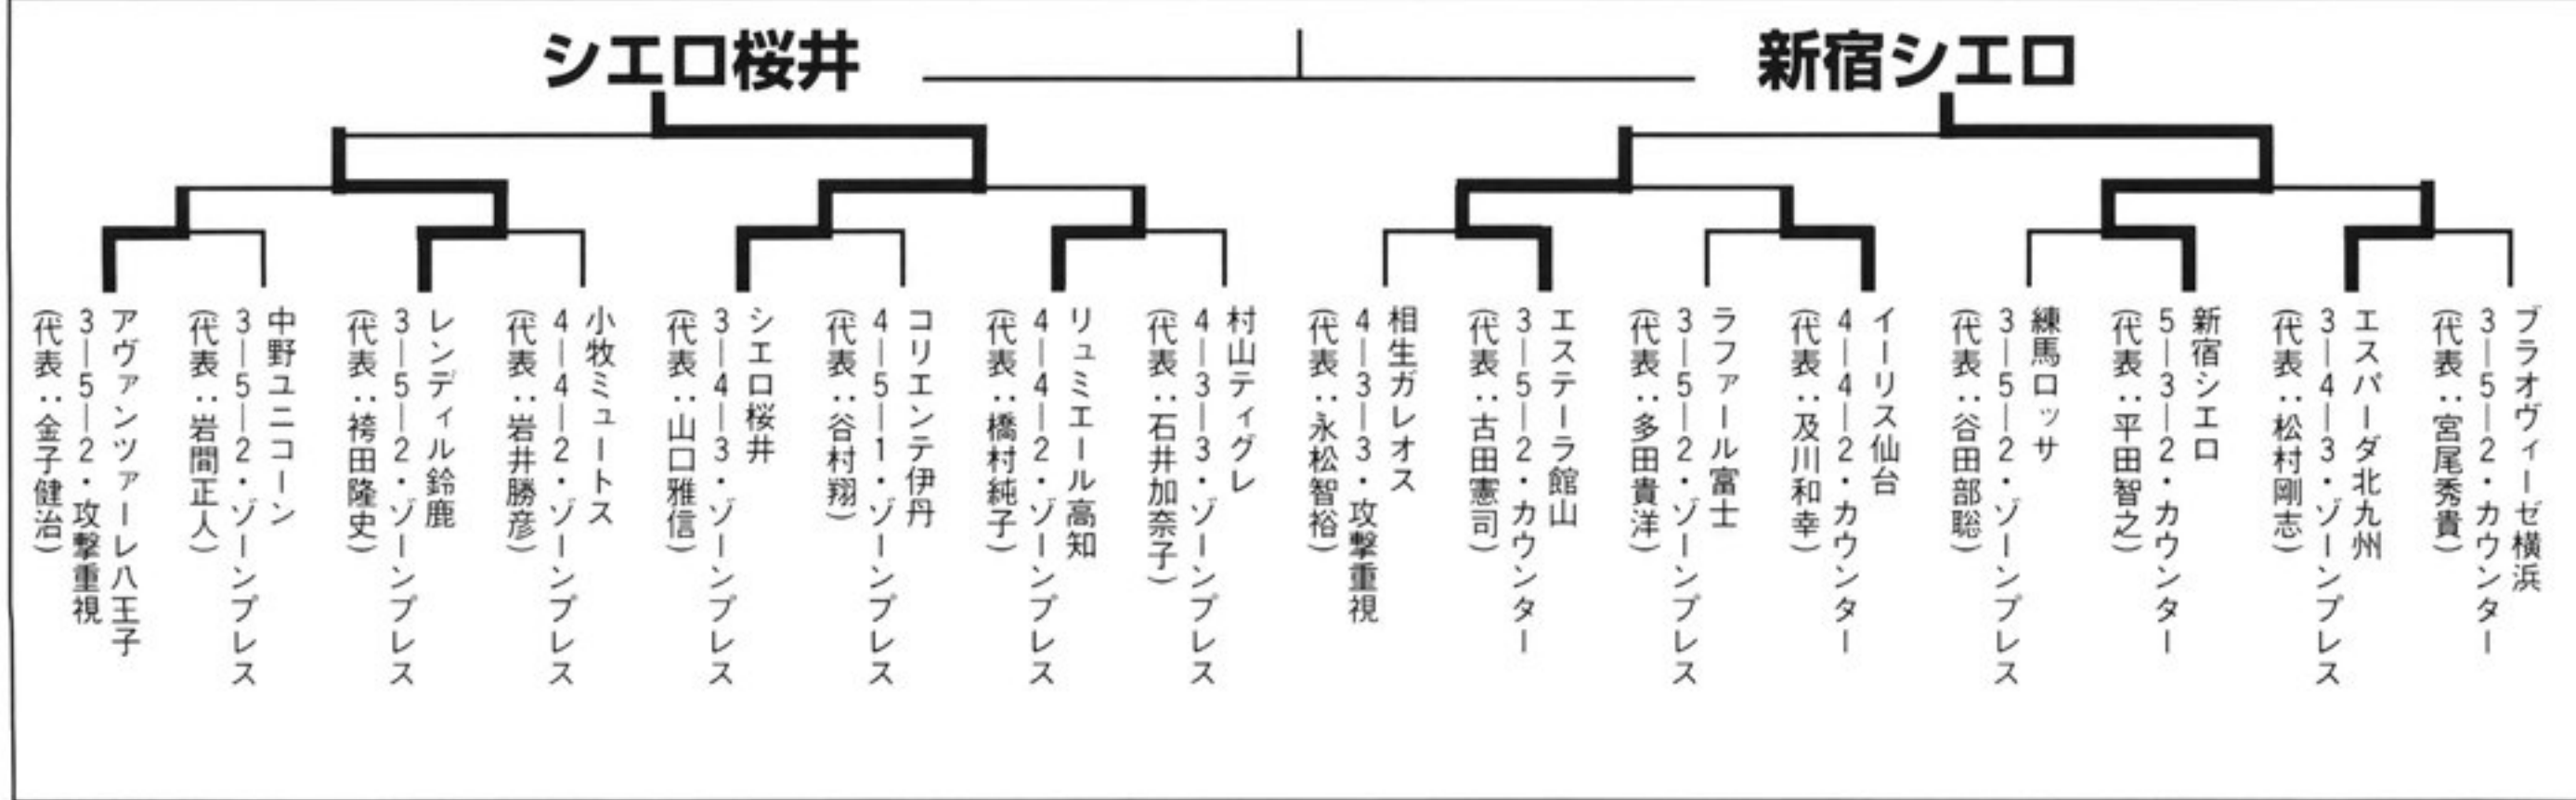 シエロ桜井
新宿シエロ
アヴァンツァーレ八王子
3―5―2・攻撃重視
(代表:金子健治)
中野ユニコーン
3―5―2・ゾーンプレス
(代表:岩間正人)
レンディル鈴鹿
3―5―2・ゾーンプレス
(代表:袴田隆史)
小牧ミュートス
4―4―2・ゾーンプレス
(代表:岩井勝彦)
シエロ桜井
3―4―3・ゾーンプレス
(代表:山口雅信)
コリエンテ伊丹
4―5―1・ゾーンプレス
(代表:谷村翔)
リュミエール高知
4―4―2・ゾーンプレス
(代表:橋村純子)
村山ティグレ
4―3―3・ゾーンプレス
(代表:石井加奈子)
相生ガレオス
4―3―3・攻撃重視
(代表:永松智裕)
エステーラ館山
3―5―2・カウンター
(代表:古田憲司)
ラファール富士
3―5―2・ゾーンプレス
(代表:多田貴洋)
イーリス仙台
4―4―2・カウンター
(代表:及川和幸)
練馬ロッサ
3―5―2・ゾーンプレス
(代表:谷田部聡)
新宿シエロ
5―3―2・カウンター
(代表:平田智之)
エスパーダ北九州
3―4―3・ゾーンプレス
(代表:松村剛志)
ブラオヴィーゼ横浜
3―5―2・カウンター
(代表:宮尾秀貴)